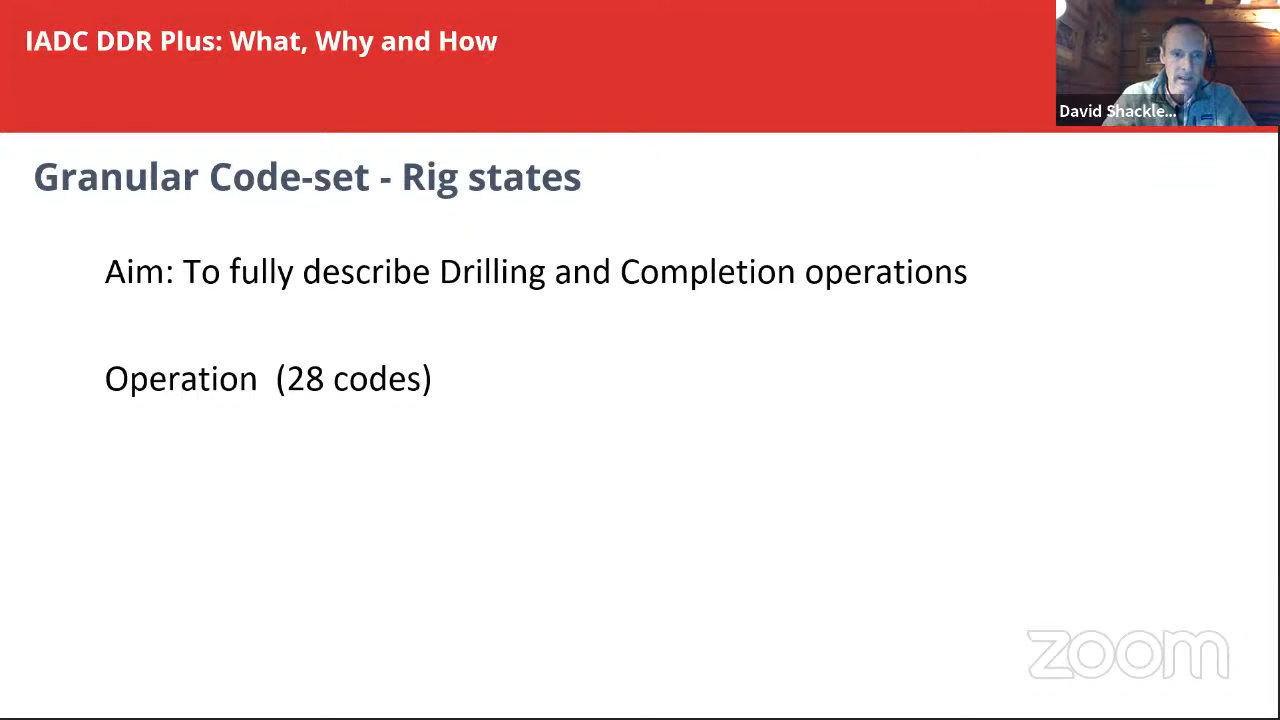 IADC DDR Plus: What, Why and How
David Shackle...
Granular Code-set - Rig states
Aim: To fully describe Drilling and Completion operations
Operation (28 codes)
zoom